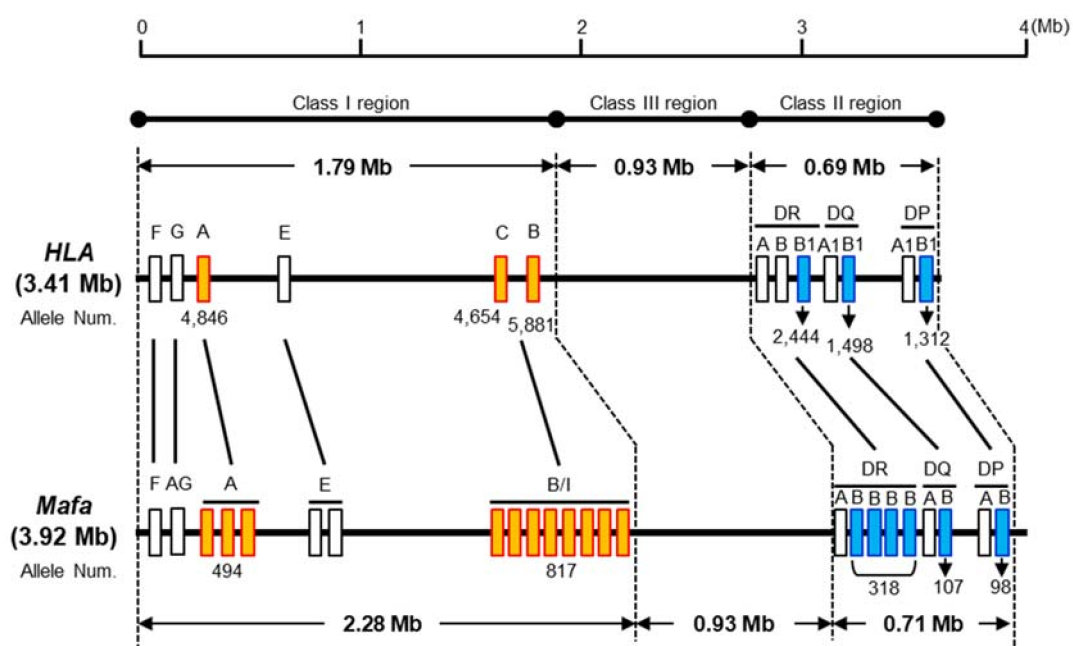 0 1 2 3 4 (Mb)
Class I region Class III region Class II region
1.79 Mb 0.93 Mb 0.69 Mb
DR DQ DP
F G A E C B A B B1 A1 B1 A1 B1
HLA
(3.41 Mb)
Allele Num.
4,846 4,654 5,881 2,444 1,498 1,312
F AG A E B/I DR DQ DP
A B B B B A B A B
Mafa
(3.92 Mb)
Allele Num.
494 817 318 107 98
2.28 Mb 0.93 Mb 0.71 Mb